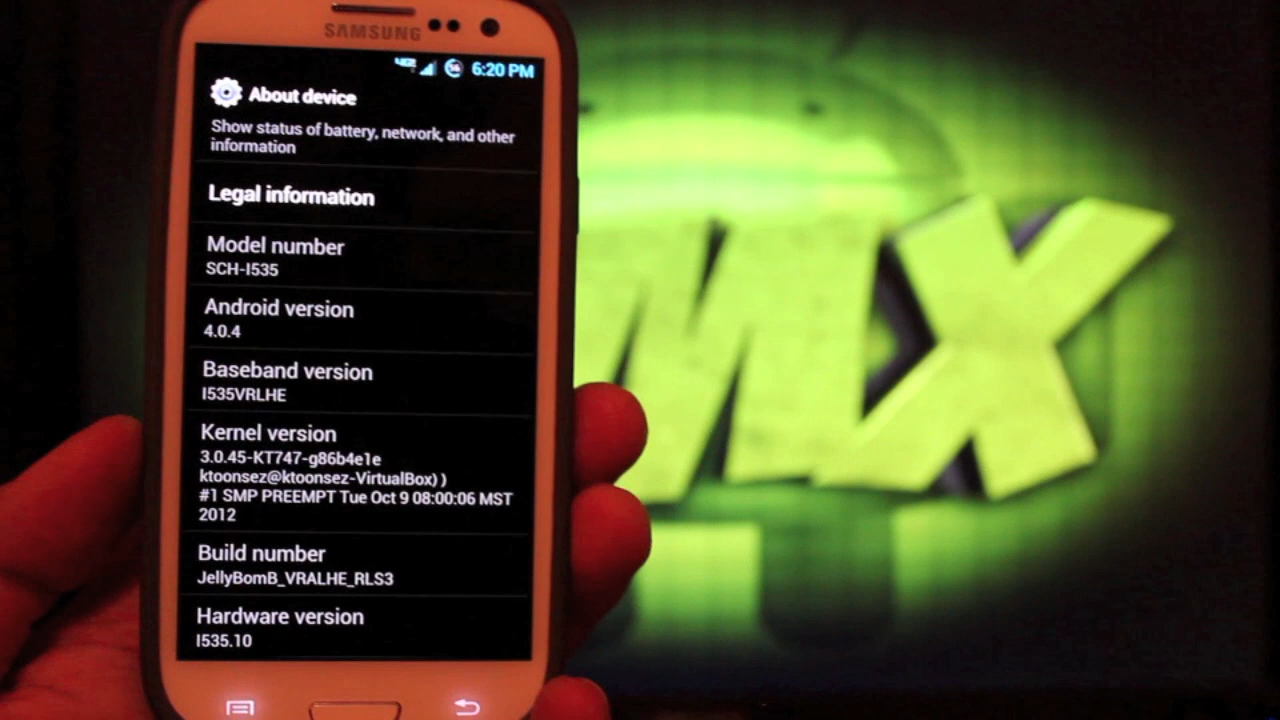 SAMSUNG
4G
56
6:20 PM
About device
Show status of battery, network, and other
information
Legal information
Model number
SCH-I535
Android version
4.0.4
Baseband version
I535VRLHE
Kernel version
3.0.45-KT747-g86b4e1e
ktoonsez@ktoonsez-VirtualBox) )
#1 SMP PREEMPT Tue Oct 9 08:00:06 MST
2012
Build number
JellyBomB_VRALHE_RLS3
Hardware version
I535.10
MX